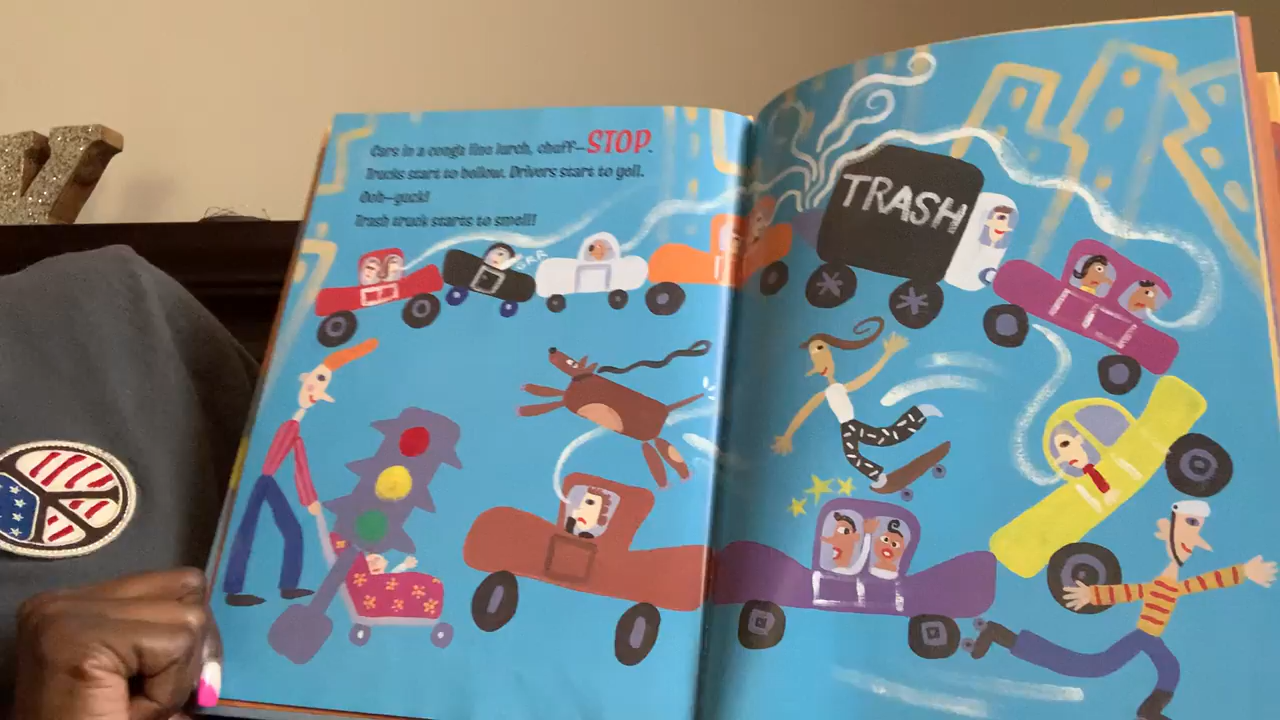 Cars in a conga line lurch, chuff—STOP.
Trucks start to bellow. Drivers start to yell.
Ooh—yuck!
Trash truck starts to smell!
GRR
TRASH